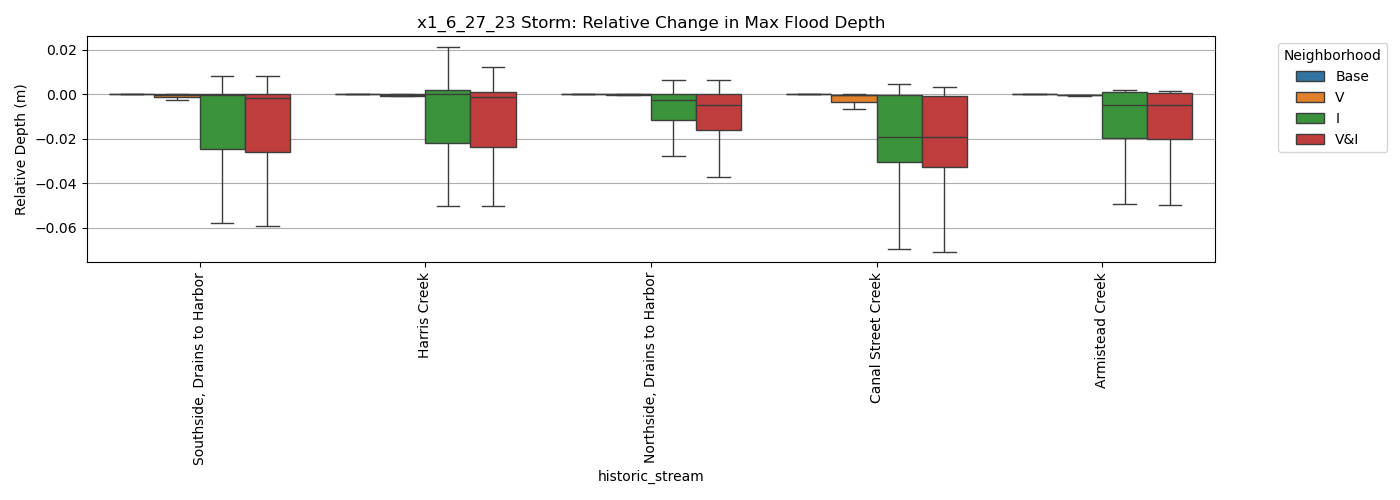 x1_6_27_23 Storm: Relative Change in Max Flood Depth
Relative Depth (m)
0.02
0.00
−0.02
−0.04
−0.06
Southside, Drains to Harbor
Harris Creek
Northside, Drains to Harbor
Canal Street Creek
Armistead Creek
historic_stream
Neighborhood
Base
V
I
V&I